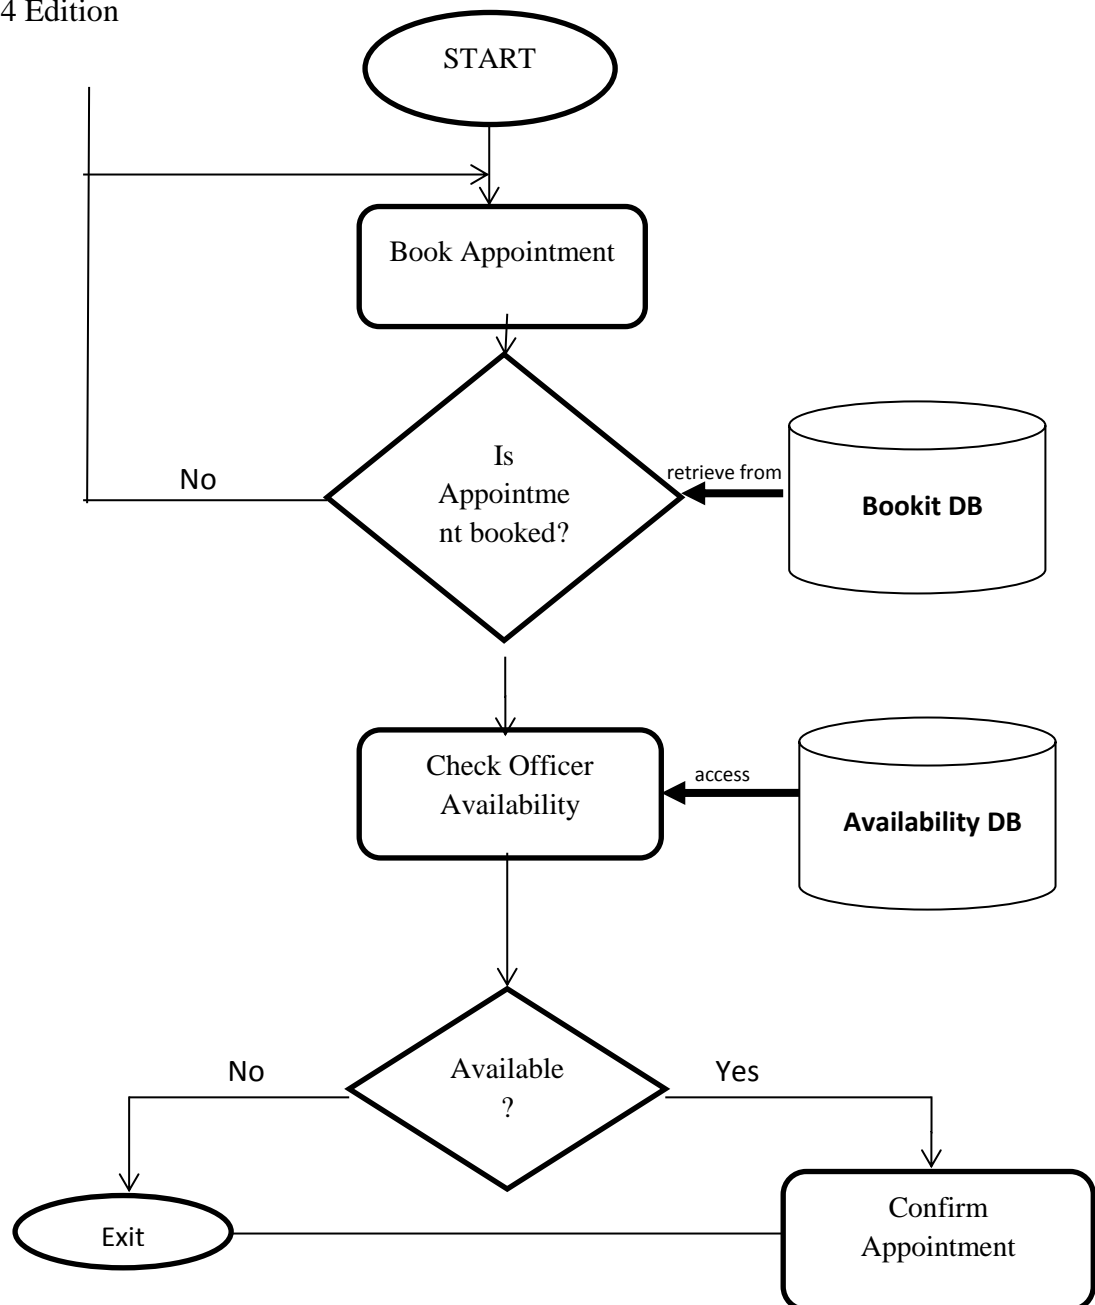 4 Edition
START
Book Appointment
Is
Appointme
nt booked?
No
retrieve from
Bookit DB
Check Officer
Availability
access
Availability DB
No
Available
?
Yes
Exit
Confirm
Appointment